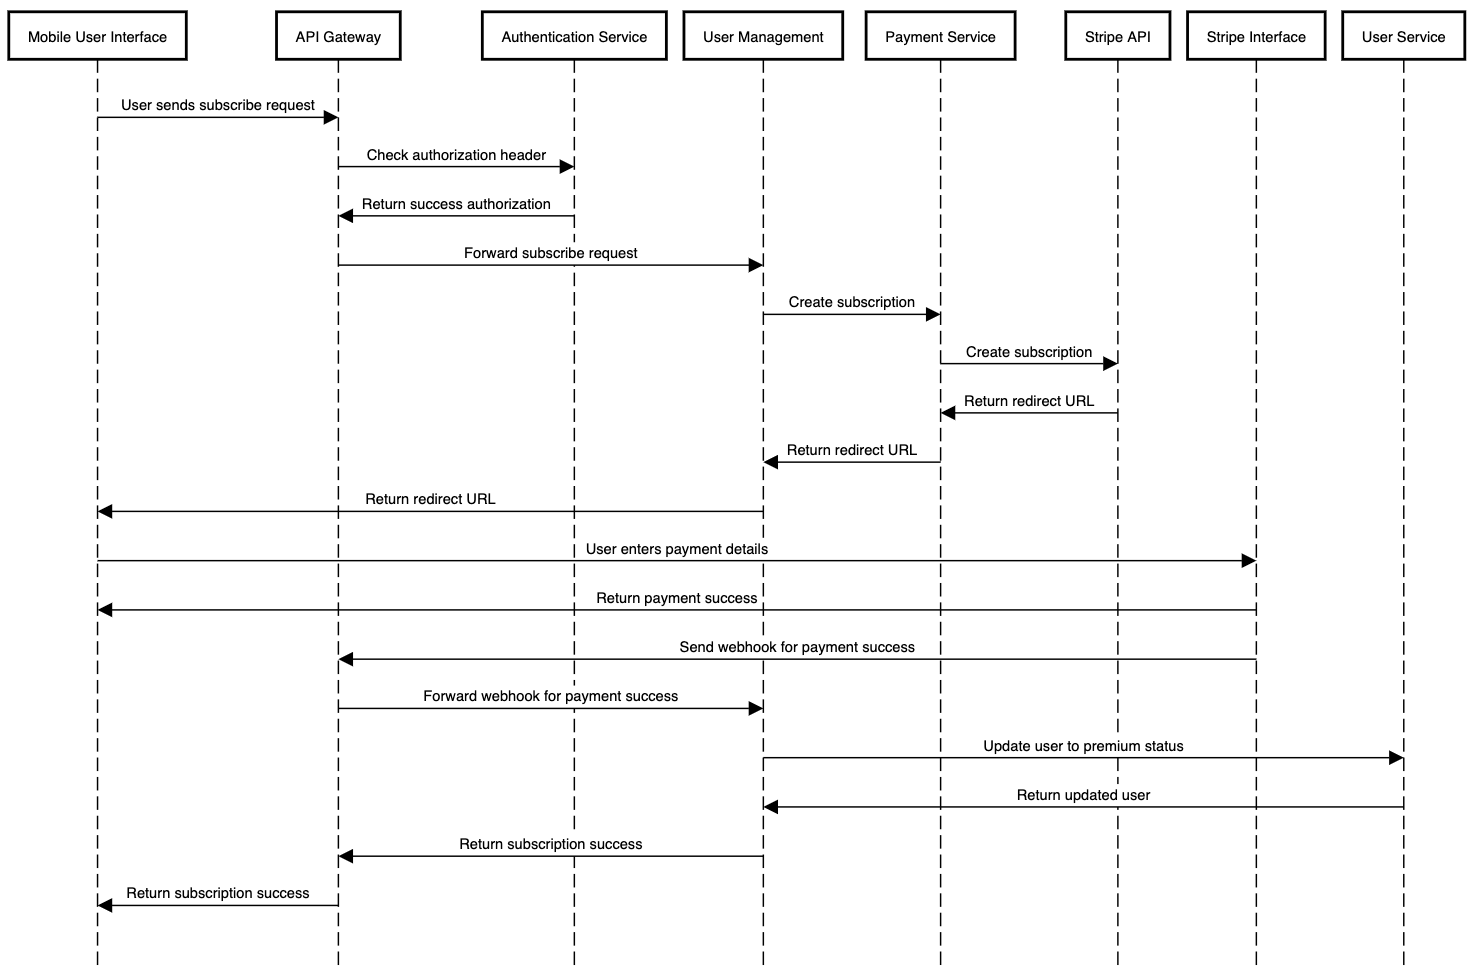 Mobile User Interface
API Gateway
Authentication Service
User Management
Payment Service
Stripe API
Stripe Interface
User Service
User sends subscribe request
Check authorization header
Return success authorization
Forward subscribe request
Create subscription
Create subscription
Return redirect URL
Return redirect URL
Return redirect URL
User enters payment details
Return payment success
Send webhook for payment success
Forward webhook for payment success
Update user to premium status
Return updated user
Return subscription success
Return subscription success